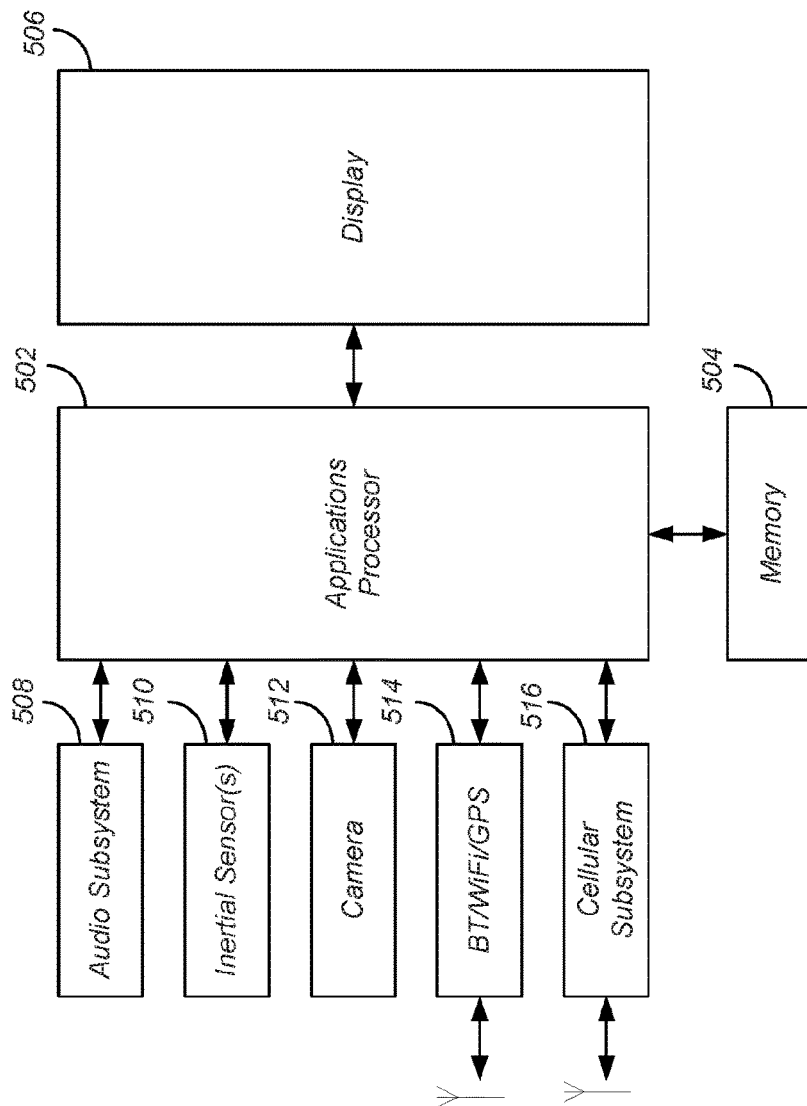 508
Audio Subsystem
510
Inertial Sensor(s)
512
Camera
514
BT/WiFi/GPS
516
Cellular
Subsystem
502
Applications
Processor
504
Memory
506
Display